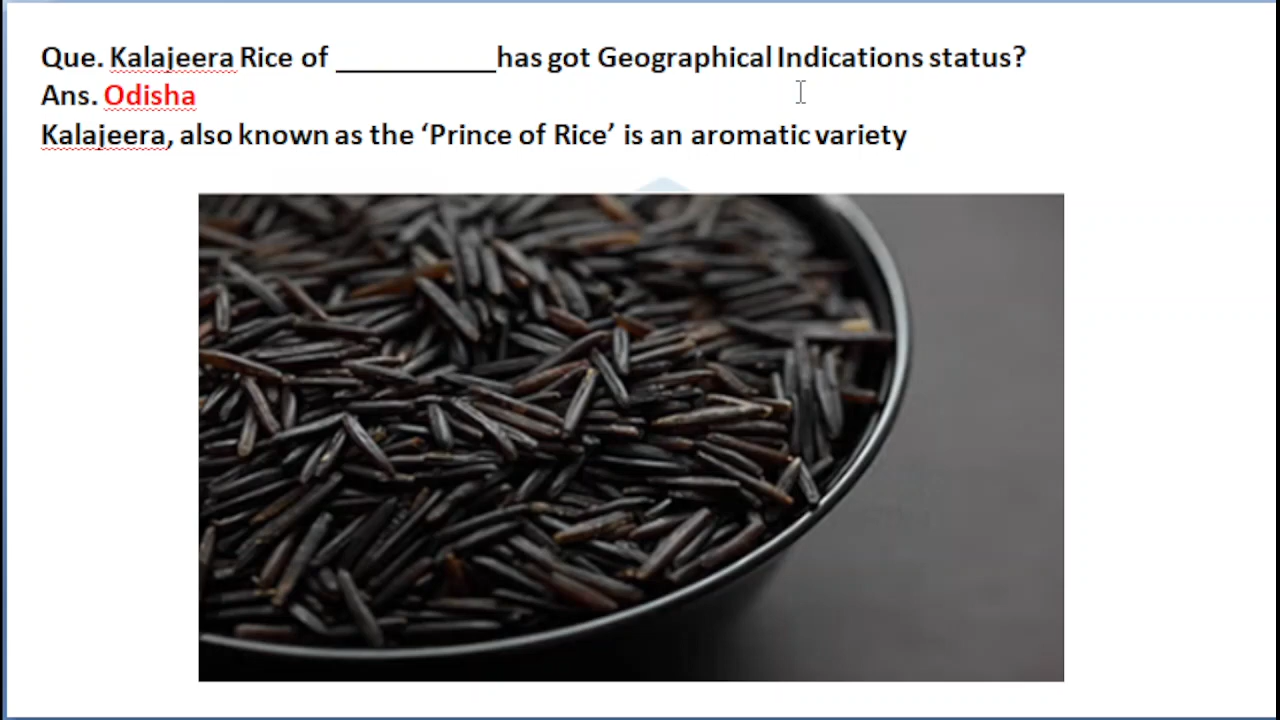 Que. Kalajeera Rice of __________has got Geographical Indications status?
Ans. Odisha
Kalajeera, also known as the ‘Prince of Rice’ is an aromatic variety